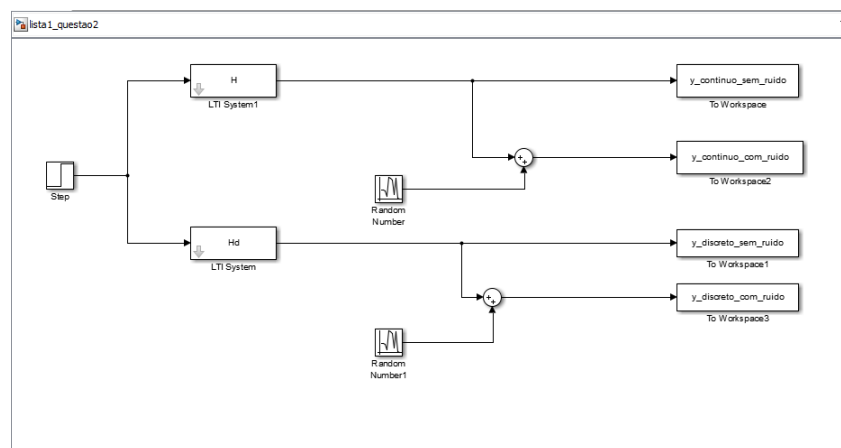 lista1_questao2
H
LTI System1
y_continuo_sem_ruido
To Workspace
y_continuo_com_ruido
To Workspace2
Step
Random
Number
Hd
LTI System
y_discreto_sem_ruido
To Workspace1
y_discreto_com_ruido
To Workspace3
Random
Number1